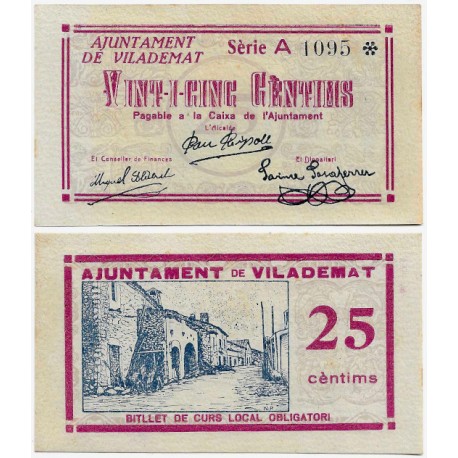 AJUNTAMENT
DE VILADEMAT
Sèrie A 1095 *
VINT-I-CINC CÈNTIMS
Pagable a la Caixa de l'Ajuntament
L'Alcalde
El Conseller de Finances
El Dipositari
AJUNTAMENT DE VILADEMAT
25
cèntims
BITLLET DE CURS LOCAL OBLIGATORI